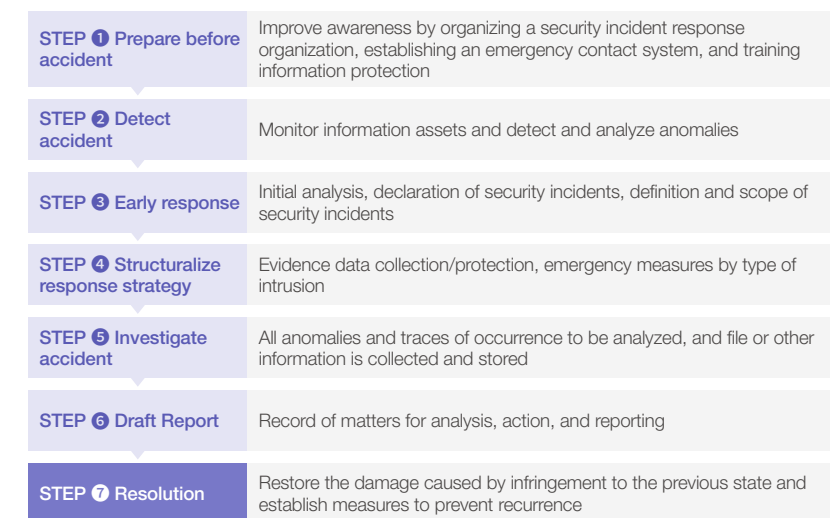 STEP ❶ Prepare before
accident
Improve awareness by organizing a security incident response
organization, establishing an emergency contact system, and training
information protection
STEP ❷ Detect
accident
Monitor information assets and detect and analyze anomalies
STEP ❸ Early response
Initial analysis, declaration of security incidents, definition and scope of
security incidents
STEP ❹ Structuralize
response strategy
Evidence data collection/protection, emergency measures by type of
intrusion
STEP ❺ Investigate
accident
All anomalies and traces of occurrence to be analyzed, and file or other
information is collected and stored
STEP ❻ Draft Report
Record of matters for analysis, action, and reporting
STEP ❼ Resolution
Restore the damage caused by infringement to the previous state and
establish measures to prevent recurrence